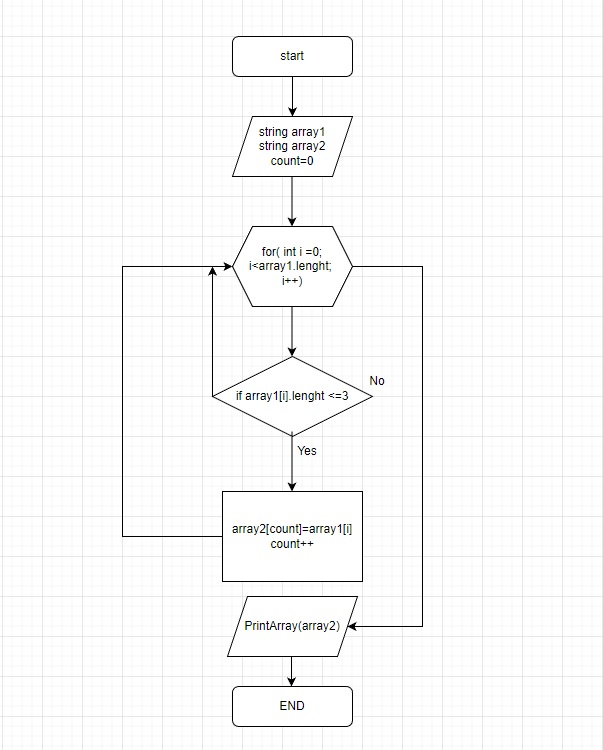 start
string array1
string array2
count=0
for( int i =0;
i<array1.lenght;
i++)
No
if array1[i].lenght <=3
Yes
array2[count]=array1[i]
count++
PrintArray(array2)
END